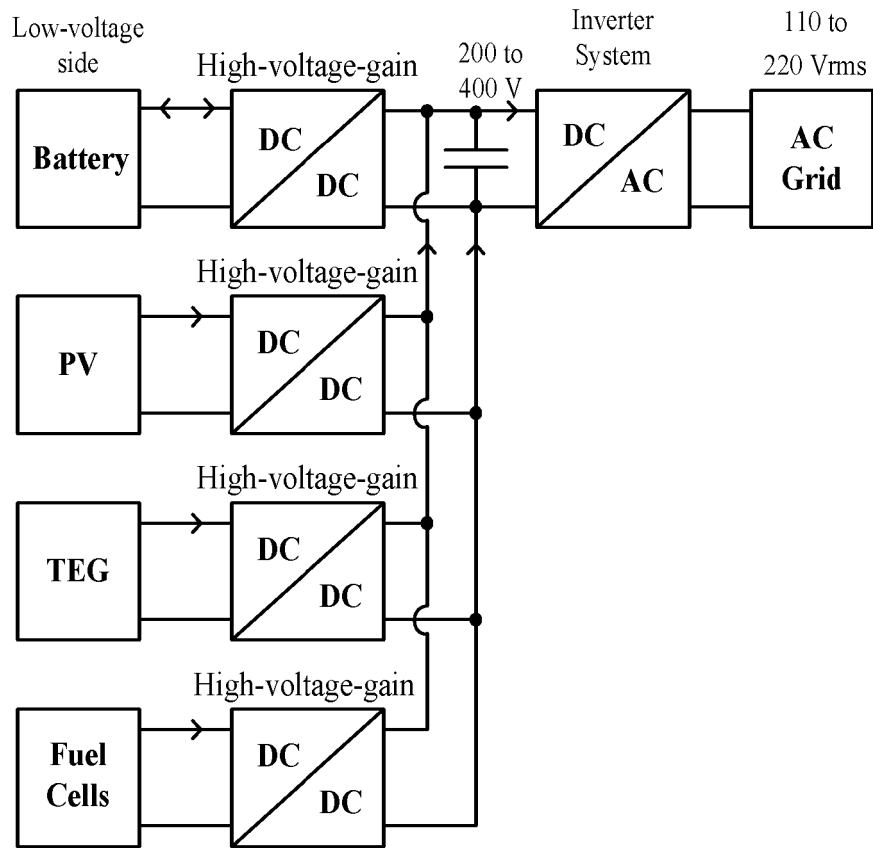 Low-voltage
side
High-voltage-gain
200 to
400 V
Inverter
System
110 to
220 Vrms
Battery
DC
DC
DC
AC
AC
Grid
High-voltage-gain
PV
DC
DC
High-voltage-gain
TEG
DC
DC
High-voltage-gain
Fuel
Cells
DC
DC